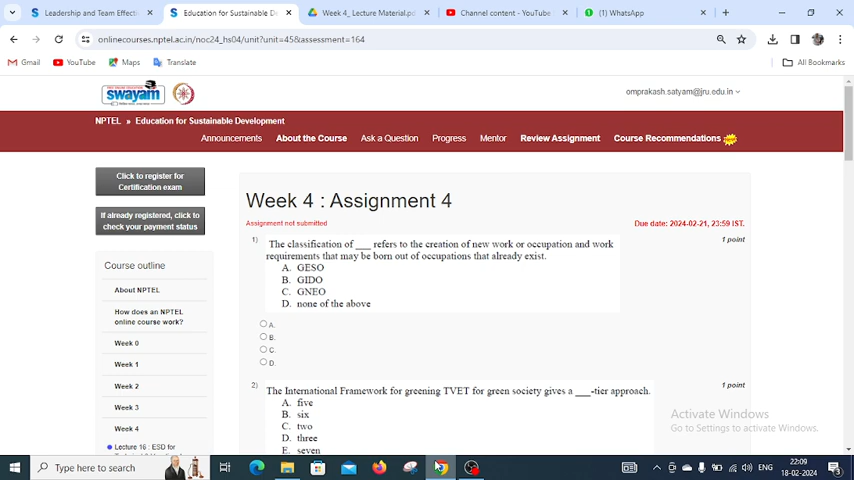 Leadership and Team Effecti
Education for Sustainable De
Week 4_ Lecture Material.pd
Channel content - YouTube
(1) WhatsApp
onlinecourses.nptel.ac.in/noc24_hs04/unit?unit=45&assessment=164
Gmail YouTube Maps Translate All Bookmarks
swayam
omprakash.satyam@jru.edu.in
NPTEL » Education for Sustainable Development
Announcements About the Course Ask a Question Progress Mentor Review Assignment Course Recommendations
Click to register for
Certification exam
If already registered, click to
check your payment status
Course outline
About NPTEL
How does an NPTEL
online course work?
Week 0
Week 1
Week 2
Week 3
Week 4
Lecture 16 : ESD for
Week 4 : Assignment 4
Assignment not submitted Due date: 2024-02-21, 23:59 IST.
1) The classification of ___ refers to the creation of new work or occupation and work 1 point
requirements that may be born out of occupations that already exist.
A. GESO
B. GIDO
C. GNEO
D. none of the above
A.
B.
C.
D.
2) The International Framework for greening TVET for green society gives a ___-tier approach. 1 point
A. five
B. six
C. two
D. three
E. seven
Activate Windows
Go to Settings to activate Windows.
Type here to search
ENG
22:09
18-02-2024
3